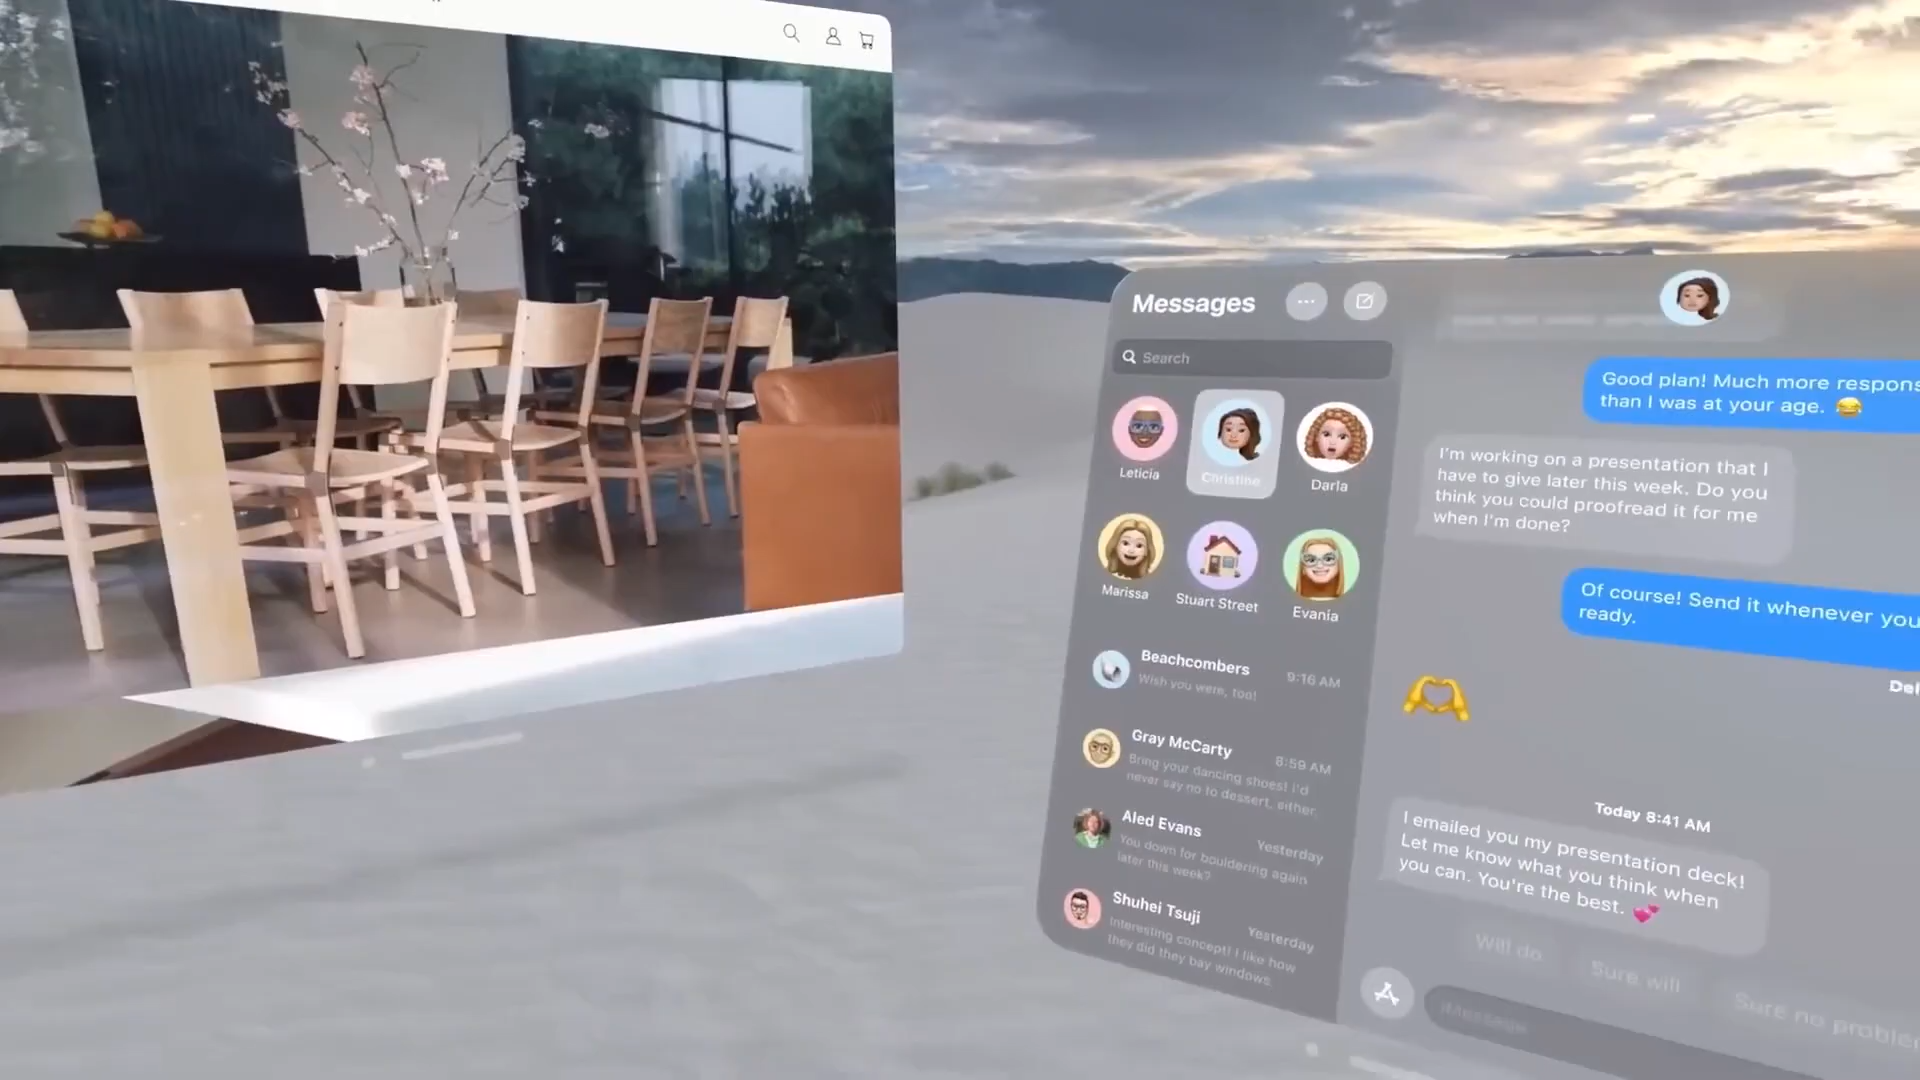 Messages
Search
Leticia
Christine
Darla
Marissa
Stuart Street
Evania
Beachcombers
9:16 AM
Wish you were, too!
Gray McCarty
8:59 AM
Bring your dancing shoes! I'd
never say no to dessert, either.
Aled Evans
Yesterday
You down for bouldering again
later this week?
Shuhei Tsuji
Yesterday
Interesting concept! I like how
they did they bay windows
Good plan! Much more respons
than I was at your age. 😂
I'm working on a presentation that I
have to give later this week. Do you
think you could proofread it for me
when I'm done?
Of course! Send it whenever you
ready.
Del
🫶
Today 8:41 AM
I emailed you my presentation deck!
Let me know what you think when
you can. You're the best. 💕
Will do
Sure will
Sure no problem
iMessage